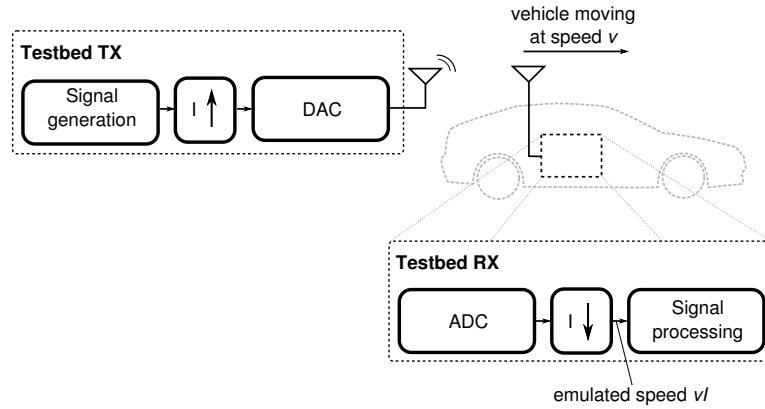 vehicle moving
at speed v
Testbed TX
Signal
generation
I
DAC
Testbed RX
ADC
I
Signal
processing
emulated speed vI